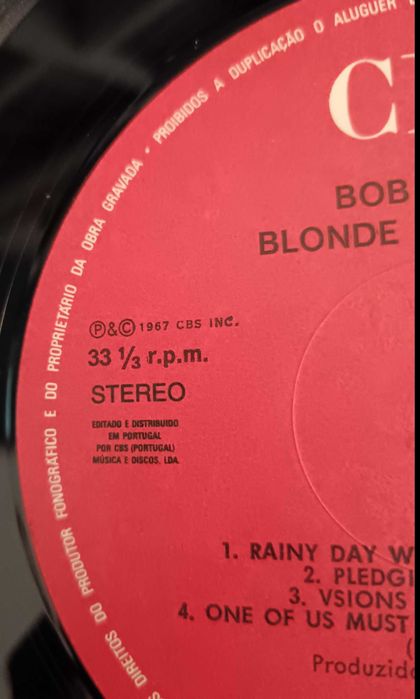 S DIREITOS DO PRODUTOR FONOGRÁFICO E DO PROPRIETÁRIO DA OBRA GRAVADA • PROIBIDOS A DUPLICAÇÃO O ALUGUER
BOB
BLONDE
Ⓟ&Ⓒ 1967 CBS INC.
33 ⅓ r.p.m.
STEREO
EDITADO E DISTRIBUIDO
EM PORTUGAL
POR CBS (PORTUGAL)
MÚSICA E DISCOS, LDA.
1. RAINY DAY W
2. PLEDGI
3. VSIONS
4. ONE OF US MUST
(
Produzido